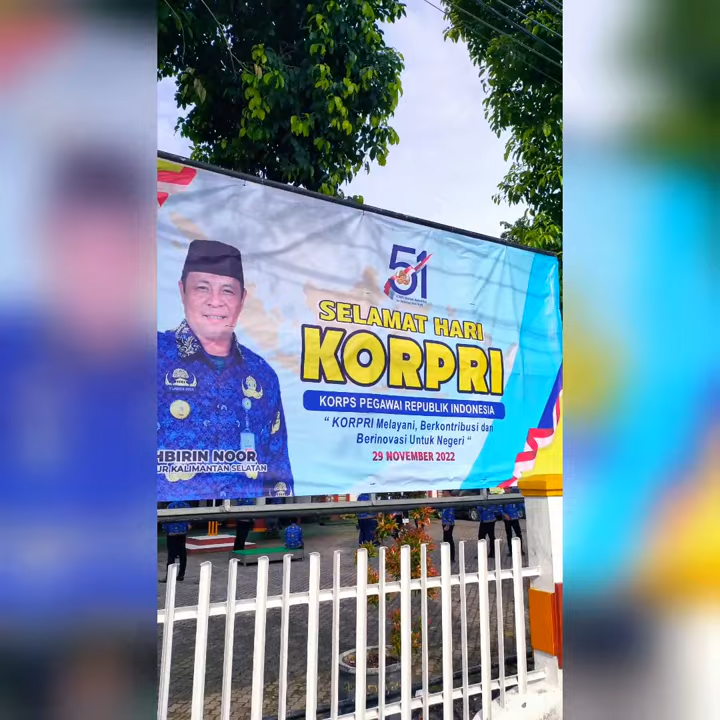 51
SELAMAT HARI
KORPRI
KORPS PEGAWAI REPUBLIK INDONESIA
“ KORPRI Melayani, Berkontribusi dan
Berinovasi Untuk Negeri “
29 NOVEMBER 2022
HBIRIN NOOR
UR KALIMANTAN SELATAN